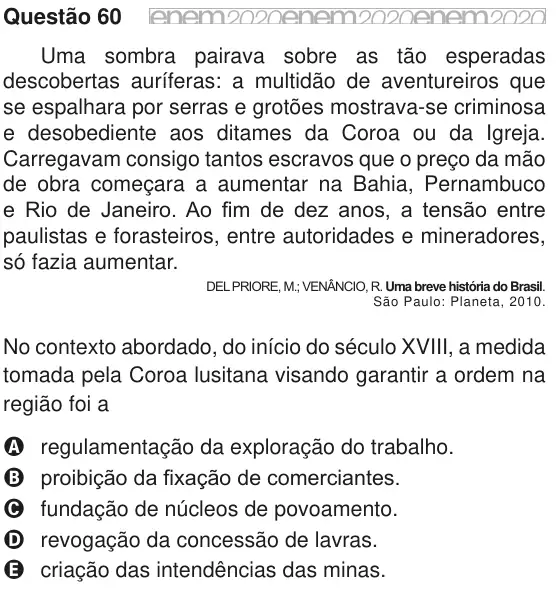 Questão 60 enem2020enem2020enem2020
Uma sombra pairava sobre as tão esperadas
descobertas auríferas: a multidão de aventureiros que
se espalhara por serras e grotões mostrava-se criminosa
e desobediente aos ditames da Coroa ou da Igreja.
Carregavam consigo tantos escravos que o preço da mão
de obra começara a aumentar na Bahia, Pernambuco
e Rio de Janeiro. Ao fim de dez anos, a tensão entre
paulistas e forasteiros, entre autoridades e mineradores,
só fazia aumentar.
DEL PRIORE, M.; VENÂNCIO, R. Uma breve história do Brasil.
São Paulo: Planeta, 2010.
No contexto abordado, do início do século XVIII, a medida
tomada pela Coroa lusitana visando garantir a ordem na
região foi a
A regulamentação da exploração do trabalho.
B proibição da fixação de comerciantes.
C fundação de núcleos de povoamento.
D revogação da concessão de lavras.
E criação das intendências das minas.